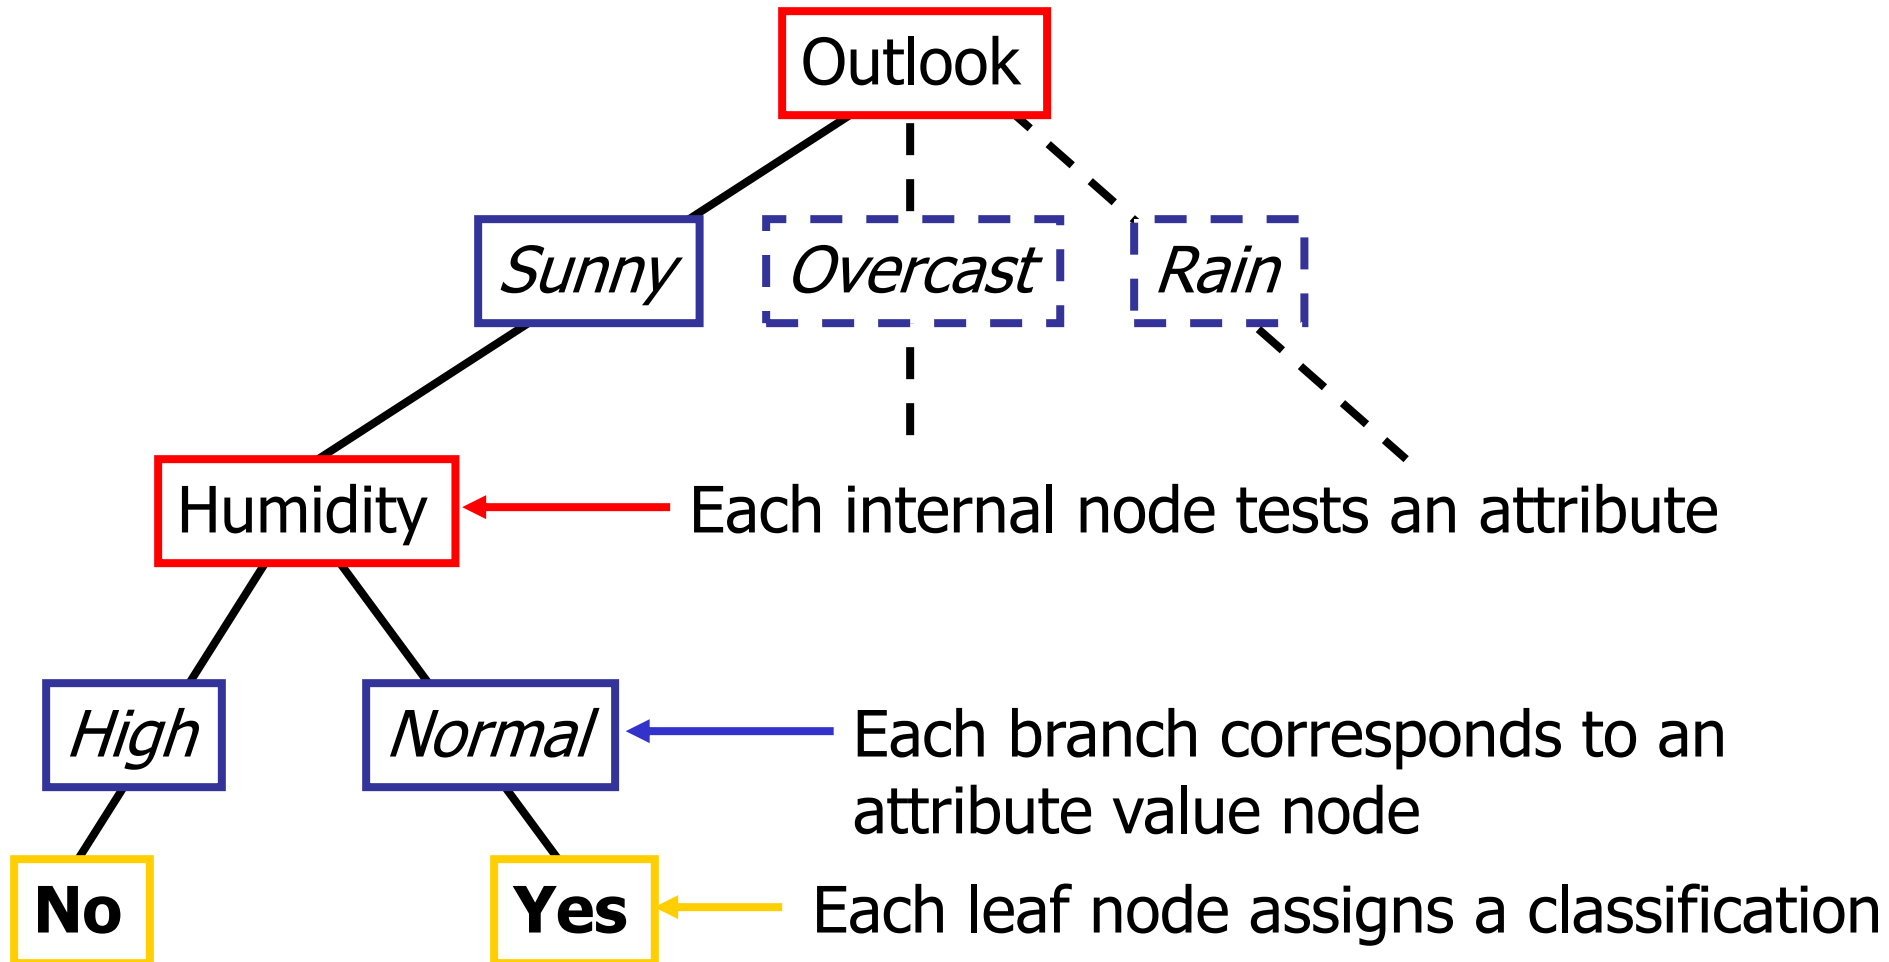 Outlook
Sunny
Overcast
Rain
Humidity
Each internal node tests an attribute
High
Normal
Each branch corresponds to an
attribute value node
No
Yes
Each leaf node assigns a classification